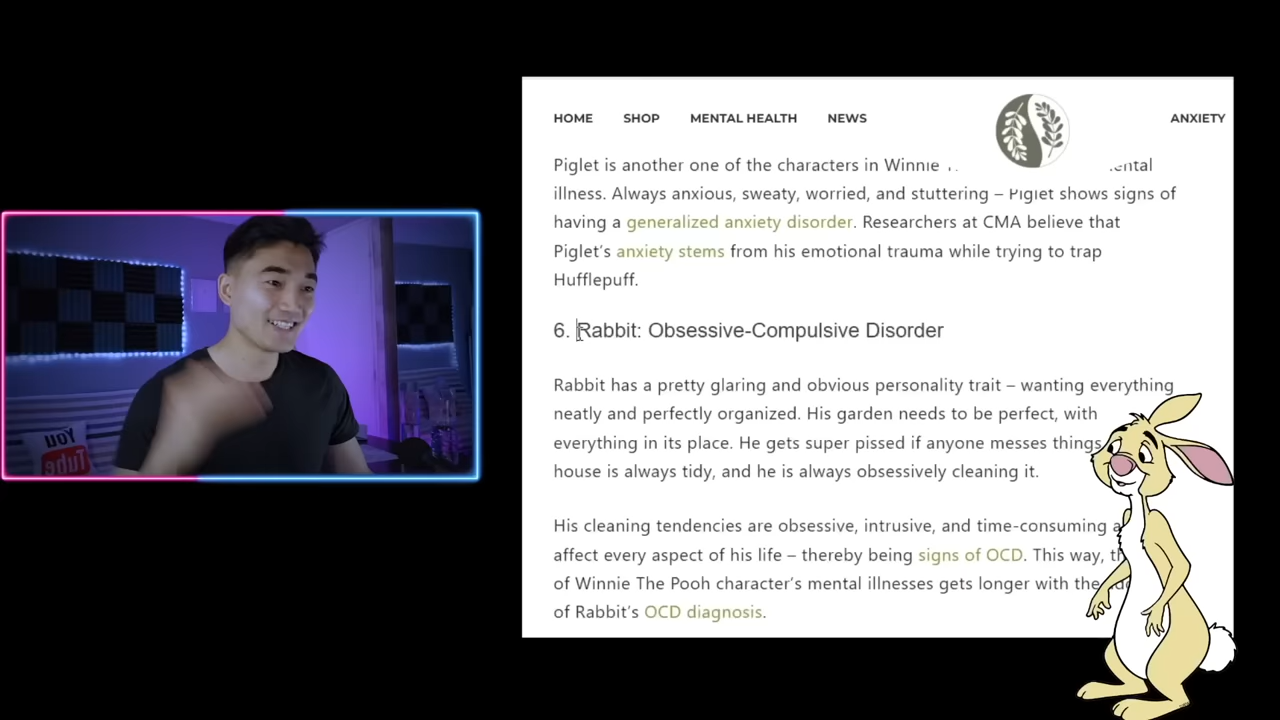 HOME SHOP MENTAL HEALTH NEWS ANXIETY
Piglet is another one of the characters in Winnie
illness. Always anxious, sweaty, worried, and stuttering – Piglet shows signs of
having a generalized anxiety disorder. Researchers at CMA believe that
Piglet's anxiety stems from his emotional trauma while trying to trap
Hufflepuff.
6. Rabbit: Obsessive-Compulsive Disorder
Rabbit has a pretty glaring and obvious personality trait – wanting everything
neatly and perfectly organized. His garden needs to be perfect, with
everything in its place. He gets super pissed if anyone messes things
house is always tidy, and he is always obsessively cleaning it.
His cleaning tendencies are obsessive, intrusive, and time-consuming
affect every aspect of his life – thereby being signs of OCD. This way,
of Winnie The Pooh character's mental illnesses gets longer with the
of Rabbit's OCD diagnosis.
You
Tube